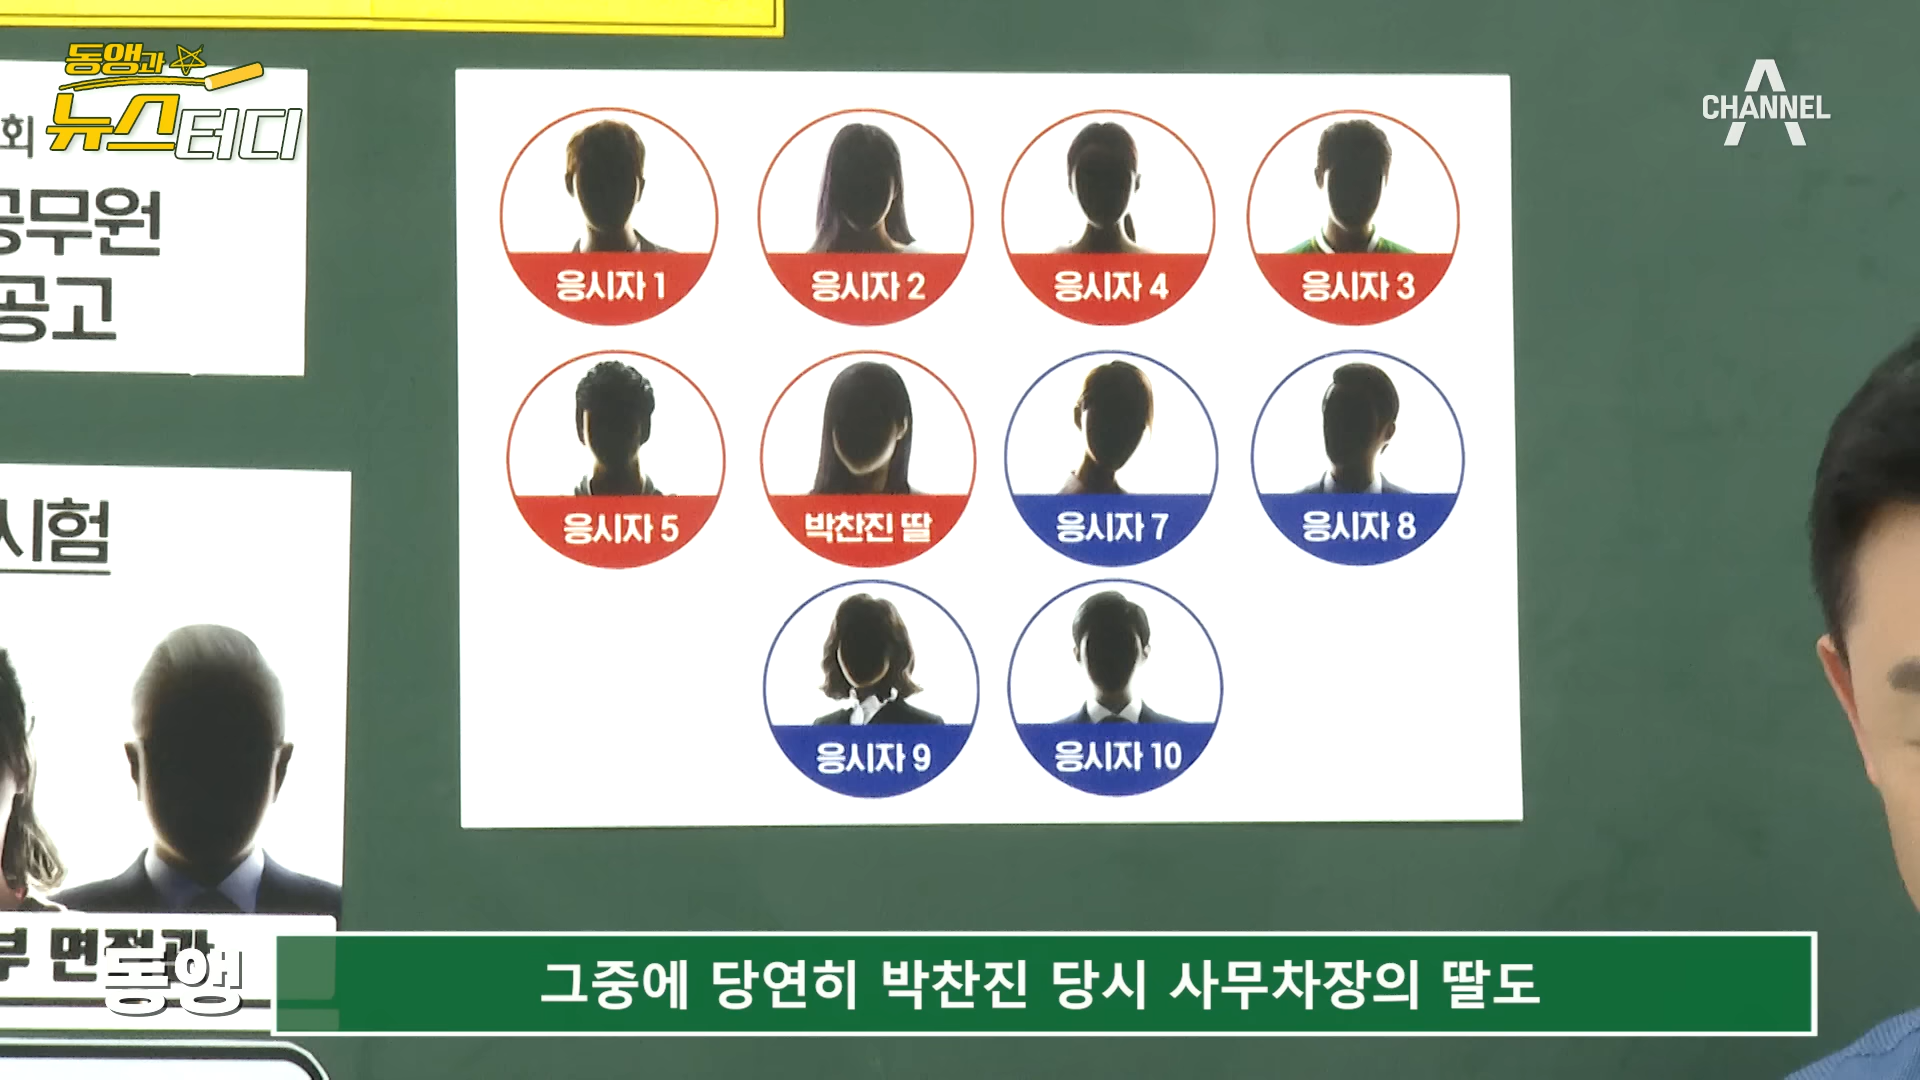 동앵과
뉴스터디
CHANNEL A
회
공무원
공고
응시자 1
응시자 2
응시자 4
응시자 3
응시자 5
박찬진 딸
응시자 7
응시자 8
응시자 9
응시자 10
시험
부 면접관
동앵
그중에 당연히 박찬진 당시 사무차장의 딸도